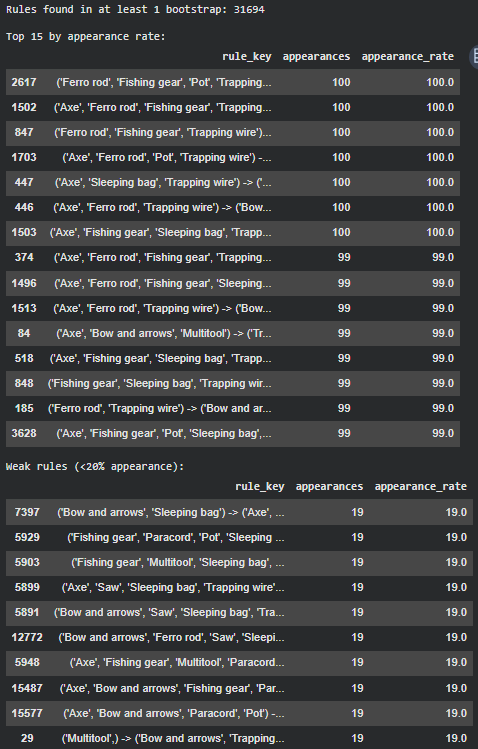 Rules found in at least 1 bootstrap: 31694
Top 15 by appearance rate:
rule_key appearances appearance_rate
2617 ('Ferro rod', 'Fishing gear', 'Pot', 'Trapping... 100 100.0
1502 ('Axe', 'Ferro rod', 'Fishing gear', 'Trapping... 100 100.0
847 ('Ferro rod', 'Fishing gear', 'Trapping wire')... 100 100.0
1703 ('Axe', 'Ferro rod', 'Pot', 'Trapping wire') -... 100 100.0
447 ('Axe', 'Sleeping bag', 'Trapping wire') -> ('... 100 100.0
446 ('Axe', 'Ferro rod', 'Trapping wire') -> ('Bow... 100 100.0
1503 ('Axe', 'Fishing gear', 'Sleeping bag', 'Trapp... 100 100.0
374 ('Axe', 'Ferro rod', 'Fishing gear', 'Trapping... 99 99.0
1496 ('Axe', 'Ferro rod', 'Fishing gear', 'Sleeping... 99 99.0
1513 ('Axe', 'Ferro rod', 'Trapping wire') -> ('Bow... 99 99.0
84 ('Axe', 'Bow and arrows', 'Multitool') -> ('Tr... 99 99.0
518 ('Axe', 'Fishing gear', 'Sleeping bag', 'Trapp... 99 99.0
848 ('Fishing gear', 'Sleeping bag', 'Trapping wir... 99 99.0
185 ('Ferro rod', 'Trapping wire') -> ('Bow and ar... 99 99.0
3628 ('Axe', 'Fishing gear', 'Pot', 'Sleeping bag',... 99 99.0
Weak rules (<20% appearance):
rule_key appearances appearance_rate
7397 ('Bow and arrows', 'Sleeping bag') -> ('Axe', ... 19 19.0
5929 ('Fishing gear', 'Paracord', 'Pot', 'Sleeping ... 19 19.0
5903 ('Fishing gear', 'Multitool', 'Sleeping bag', ... 19 19.0
5899 ('Axe', 'Saw', 'Sleeping bag', 'Trapping wire'... 19 19.0
5891 ('Bow and arrows', 'Saw', 'Sleeping bag', 'Tra... 19 19.0
12772 ('Bow and arrows', 'Ferro rod', 'Saw', 'Sleepi... 19 19.0
5948 ('Axe', 'Fishing gear', 'Multitool', 'Paracord... 19 19.0
15487 ('Axe', 'Bow and arrows', 'Fishing gear', 'Par... 19 19.0
15577 ('Axe', 'Bow and arrows', 'Paracord', 'Pot') -... 19 19.0
29 ('Multitool',) -> ('Bow and arrows', 'Trapping... 19 19.0